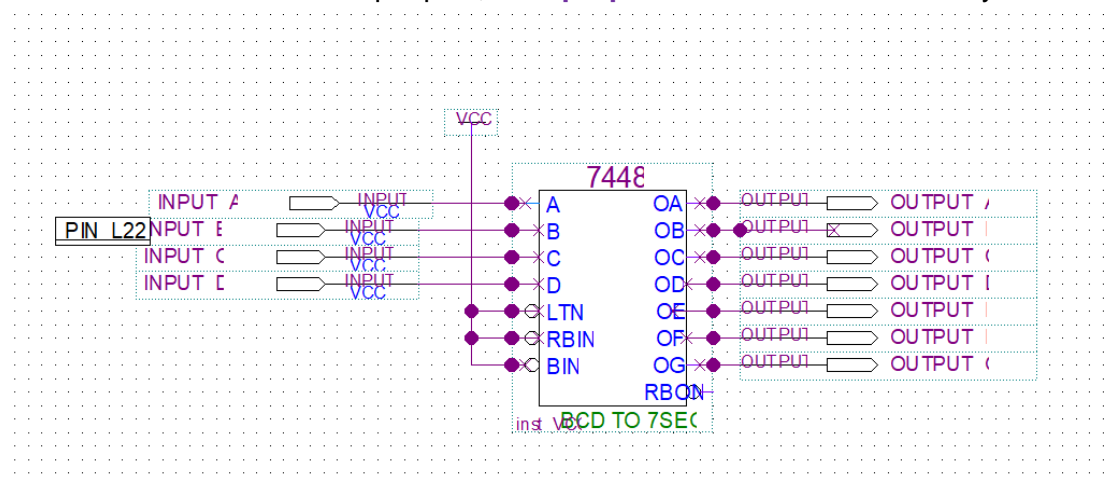 VCC
7448
INPUT A INPUT VCC A OA OUTPUT OUTPUT A
PIN L22 INPUT B INPUT VCC B OB OUTPUT OUTPUT
INPUT C INPUT VCC C OC OUTPUT OUTPUT C
INPUT D INPUT VCC D OD OUTPUT OUTPUT D
LTN OE OUTPUT OUTPUT
RBIN OF OUTPUT OUTPUT
BIN OG OUTPUT OUTPUT G
RBON
inst VCC BCD TO 7SEG